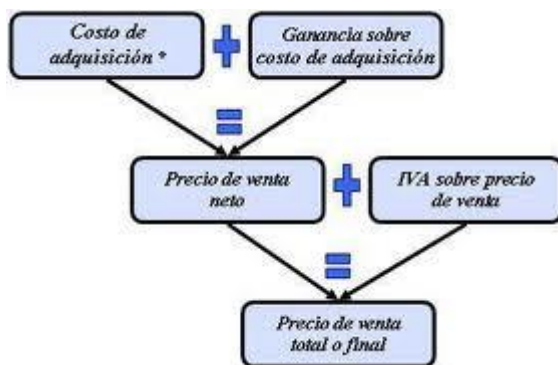 Costo de
adquisición *
Ganancia sobre
costo de adquisición
Precio de venta
neto
IVA sobre precio
de venta
Precio de venta
total o final